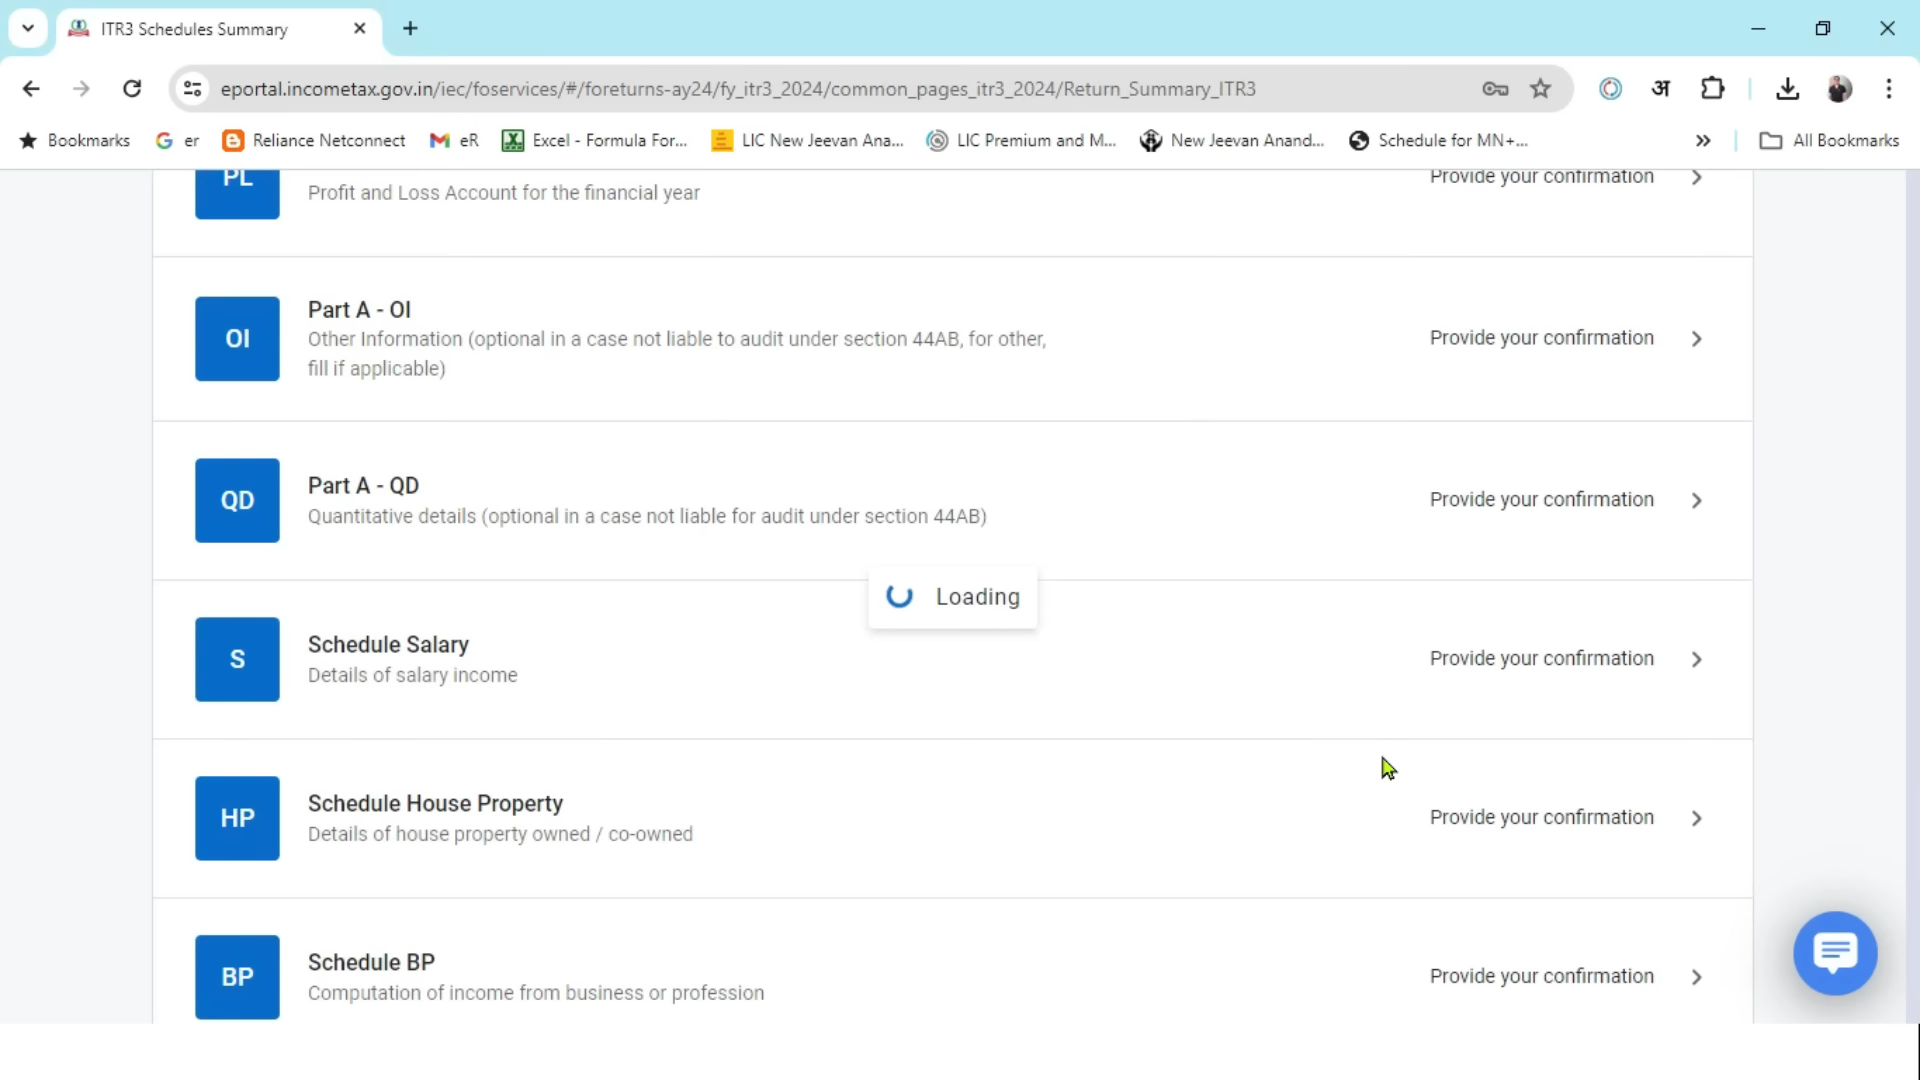 ITR3 Schedules Summary
eportal.incometax.gov.in/iec/foservices/#/foreturns-ay24/fy_itr3_2024/common_pages_itr3_2024/Return_Summary_ITR3
अ
Bookmarks
er
Reliance Netconnect
eR
Excel - Formula For...
LIC New Jeevan Ana...
LIC Premium and M...
New Jeevan Anand...
Schedule for MN+...
All Bookmarks
PL
Profit and Loss Account for the financial year
Provide your confirmation
OI
Part A - OI
Other Information (optional in a case not liable to audit under section 44AB, for other,
fill if applicable)
Provide your confirmation
QD
Part A - QD
Quantitative details (optional in a case not liable for audit under section 44AB)
Provide your confirmation
Loading
S
Schedule Salary
Details of salary income
Provide your confirmation
HP
Schedule House Property
Details of house property owned / co-owned
Provide your confirmation
BP
Schedule BP
Computation of income from business or profession
Provide your confirmation